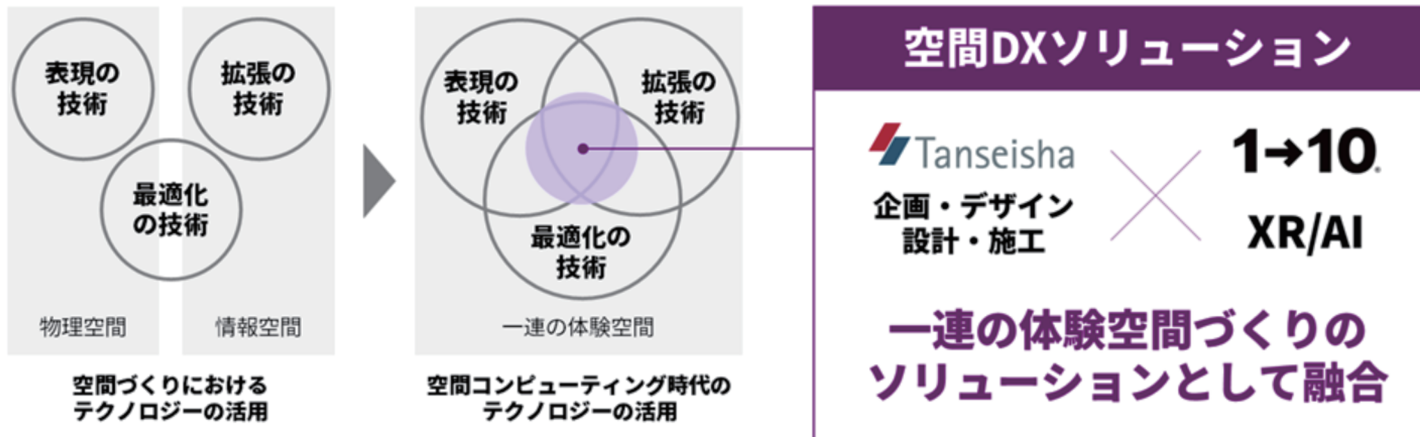 表現の
技術
拡張の
技術
最適化
の技術
物理空間
情報空間
空間づくりにおける
テクノロジーの活用
表現の
技術
拡張の
技術
最適化の
技術
一連の体験空間
空間コンピューティング時代の
テクノロジーの活用
空間DXソリューション
Tanseisha
企画・デザイン
設計・施工
1→10®
XR/AI
一連の体験空間づくりの
ソリューションとして融合